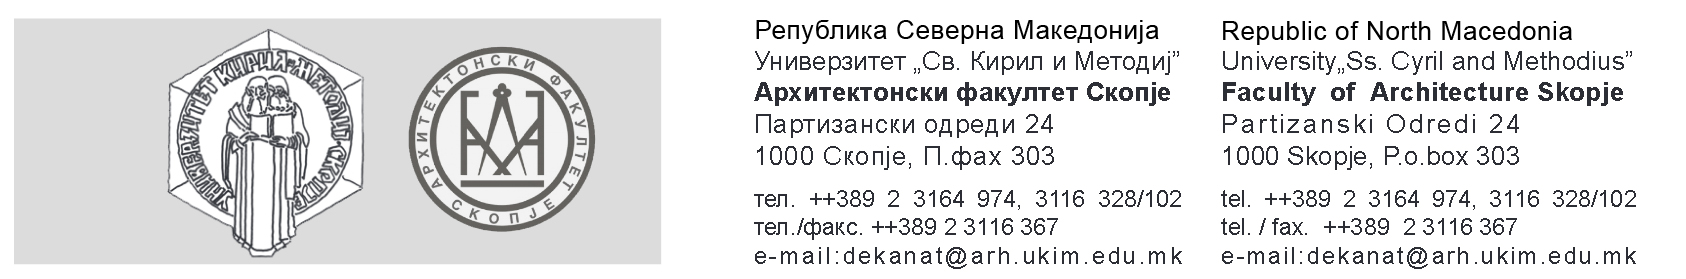 УНИВЕРЗИТЕТ КИРИЛ И МЕТОДИЈ СКОПЈЕ
АРХИТЕКТОНСКИ ФАКУЛТЕТ
СКОПЈЕ
Република Северна Македонија
Универзитет „Св. Кирил и Методиј”
Архитектонски факултет Скопје
Партизански одреди 24
1000 Скопје, П.фах 303
тел. ++389 2 3164 974, 3116 328/102
тел./факс. ++389 2 3116 367
e-mail:dekanat@arh.ukim.edu.mk
Republic of North Macedonia
University„Ss. Cyril and Methodius”
Faculty of Architecture Skopje
Partizanski Odredi 24
1000 Skopje, P.o.box 303
tel. ++389 2 3164 974, 3116 328/102
tel. / fax. ++389 2 3116 367
e-mail:dekanat@arh.ukim.edu.mk